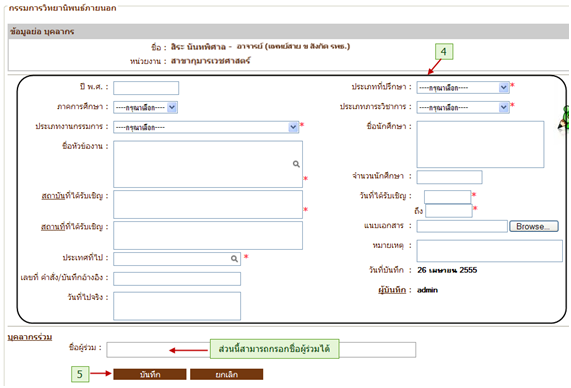 กรรมการวิทยานิพนธ์ภายนอก
ข้อมูลย่อ บุคลากร
ชื่อ : สิระ นันทพิศาล - อาจารย์ (แพทย์สาย ข สังกัด รพธ.)
หน่วยงาน : สาขากุมารเวชศาสตร์
4
ปี พ.ศ. :
ประเภทที่ปรึกษา : ----กรุณาเลือก---- *
ภาคการศึกษา : ----กรุณาเลือก----
ประเภทภาระวิชาการ : ----กรุณาเลือก---- *
ประเภทงานกรรมการ : ----กรุณาเลือก---- *
ชื่อนักศึกษา :
ชื่อหัวข้องาน : *
จำนวนนักศึกษา :
สถาบันที่ได้รับเชิญ : *
วันที่ได้รับเชิญ : *
ถึง *
สถานที่ที่ได้รับเชิญ :
แนบเอกสาร : Browse...
หมายเหตุ :
ประเทศที่ไป : *
วันที่บันทึก : 26 เมษายน 2555
เลขที่ คำสั่ง/บันทึกอ้างอิง :
ผู้บันทึก : admin
วันที่ไปจริง :
บุคลากรร่วม
ชื่อผู้ร่วม : ส่วนนี้สามารถกรอกชื่อผู้ร่วมได้
5 บันทึก ยกเลิก